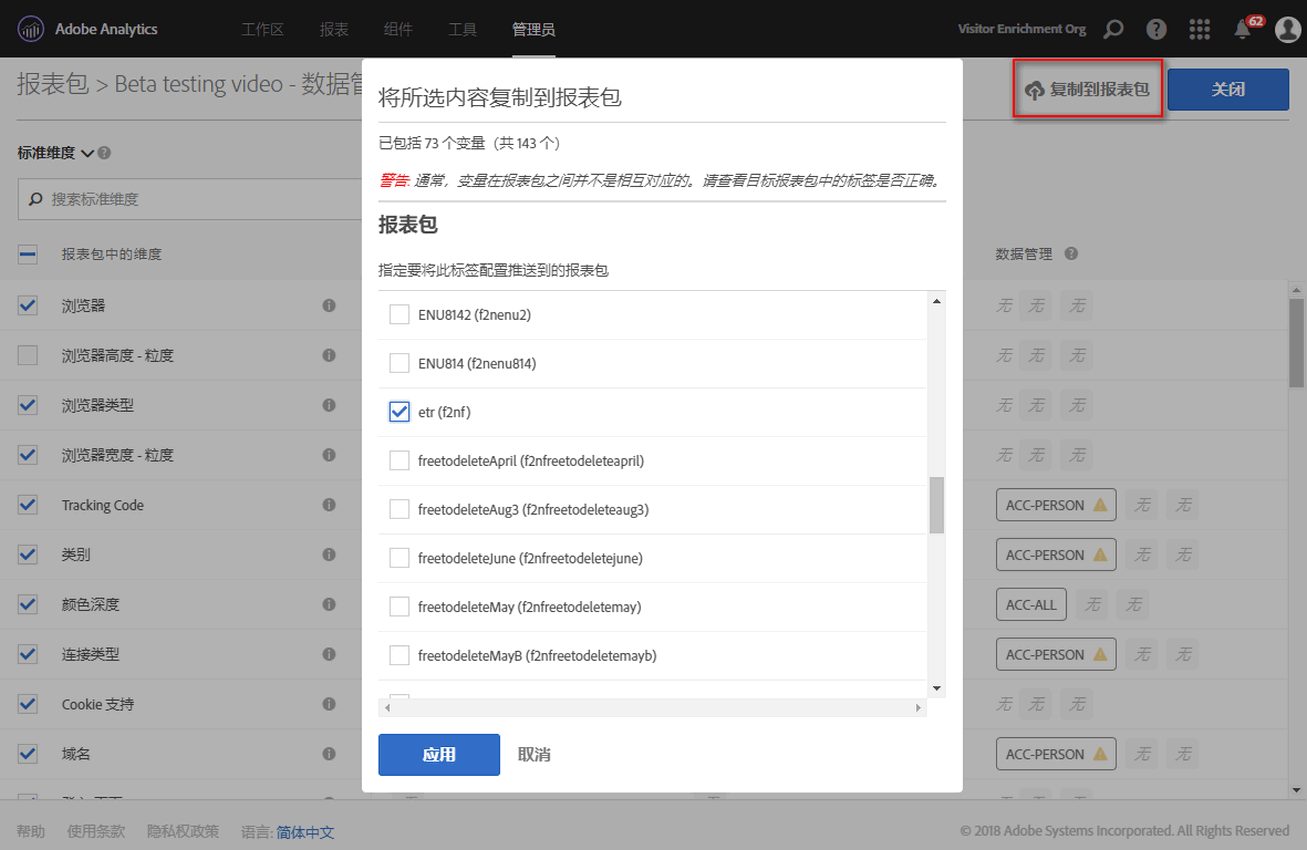 Adobe Analytics 工作区 报表 组件 工具 管理员 Visitor Enrichment Org 62
报表包 > Beta testing video - 数据管
复制到报表包 关闭
标准维度
搜索标准维度
报表包中的维度 数据管理
浏览器 无 无 无
浏览器高度 - 粒度 无 无 无
浏览器类型 无 无 无
浏览器宽度 - 粒度 无 无 无
Tracking Code ACC-PERSON 无 无
类别 ACC-PERSON 无 无
颜色深度 ACC-ALL 无 无
连接类型 ACC-PERSON 无 无
Cookie 支持 无 无 无
域名 ACC-PERSON 无 无
将所选内容复制到报表包
已包括 73 个变量（共 143 个）
警告: 通常，变量在报表包之间并不是相互对应的。请查看目标报表包中的标签是否正确。
报表包
指定要将此标签配置推送到的报表包
ENU8142 (f2nenu2)
ENU814 (f2nenu814)
etr (f2nf)
freetodeleteApril (f2nfreetodeleteapril)
freetodeleteAug3 (f2nfreetodeleteaug3)
freetodeleteJune (f2nfreetodeletejune)
freetodeleteMay (f2nfreetodeletemay)
freetodeleteMayB (f2nfreetodeletemayb)
应用 取消
帮助 使用条款 隐私权政策 语言: 简体中文 © 2018 Adobe Systems Incorporated. All Rights Reserved